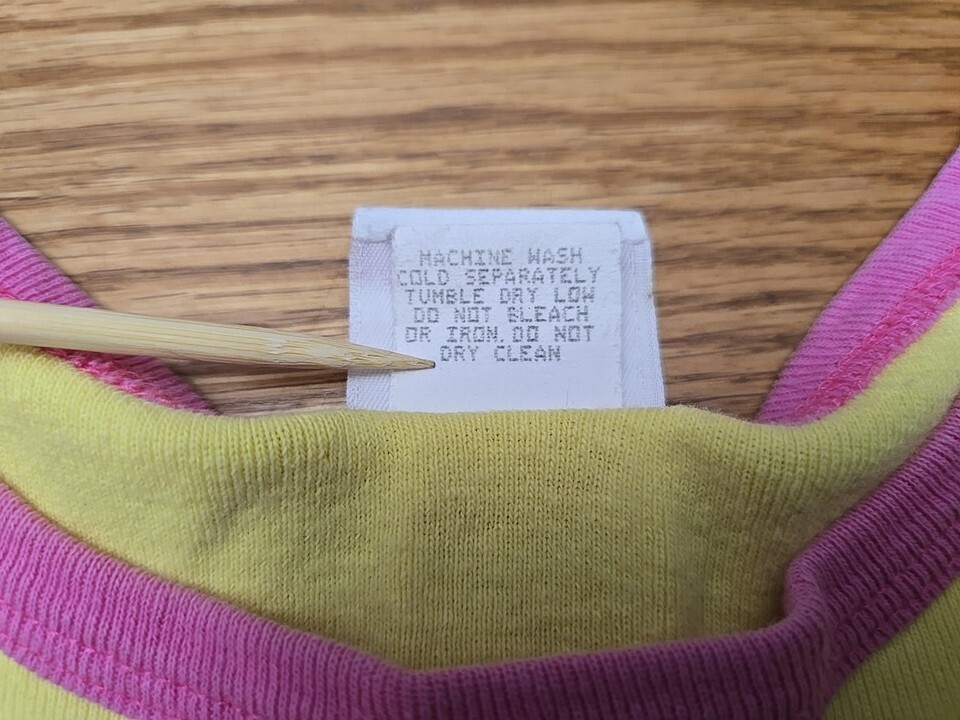 MACHINE WASH
COLD SEPARATELY
TUMBLE DRY LOW
DO NOT BLEACH
OR IRON. DO NOT
DRY CLEAN